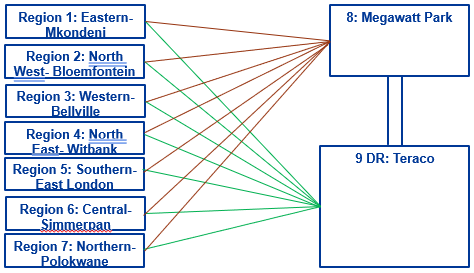 Region 1: Eastern-
Mkondeni
Region 2: North
West- Bloemfontein
Region 3: Western-
Bellville
Region 4: North
East- Witbank
Region 5: Southern-
East London
Region 6: Central-
Simmerpan
Region 7: Northern-
Polokwane
8: Megawatt Park
9 DR: Teraco